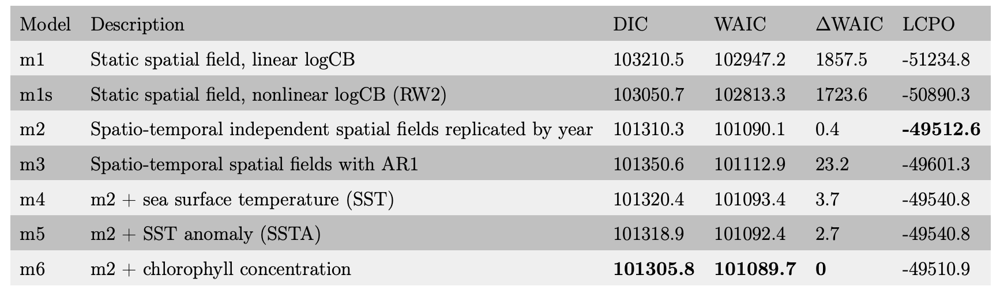 Model Description DIC WAIC ΔWAIC LCPO
m1 Static spatial field, linear logCB 103210.5 102947.2 1857.5 -51234.8
m1s Static spatial field, nonlinear logCB (RW2) 103050.7 102813.3 1723.6 -50890.3
m2 Spatio-temporal independent spatial fields replicated by year 101310.3 101090.1 0.4 -49512.6
m3 Spatio-temporal spatial fields with AR1 101350.6 101112.9 23.2 -49601.3
m4 m2 + sea surface temperature (SST) 101320.4 101093.4 3.7 -49540.8
m5 m2 + SST anomaly (SSTA) 101318.9 101092.4 2.7 -49540.8
m6 m2 + chlorophyll concentration 101305.8 101089.7 0 -49510.9